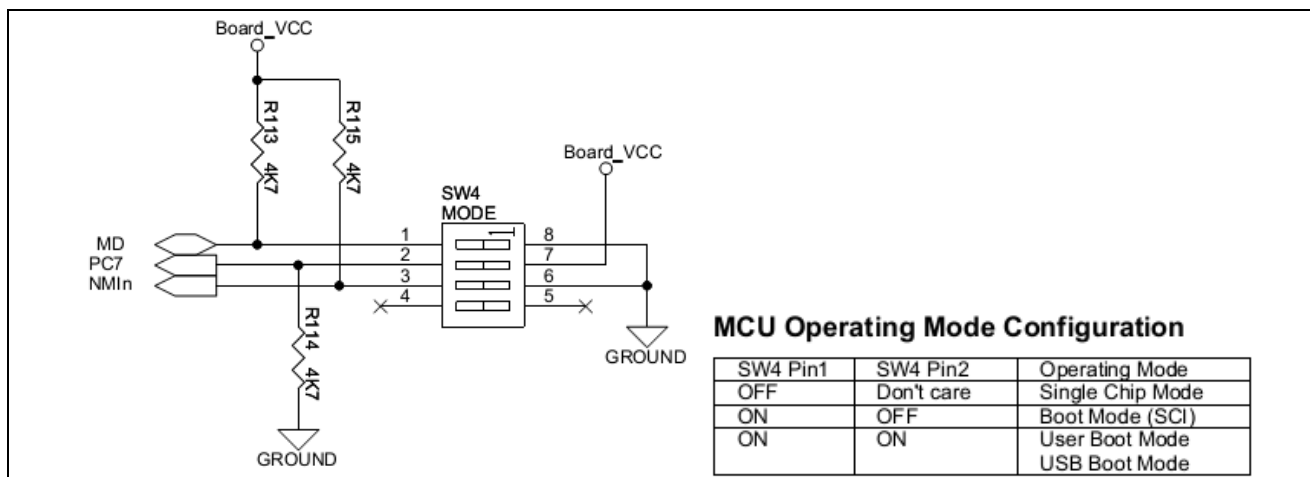 Board_VCC
R113
4K7
R115
4K7
Board_VCC
SW4
MODE
1
MD
1
8
PC7
2
7
NMIn
3
6
4
5
R114
4K7
GROUND
GROUND
MCU Operating Mode Configuration
SW4 Pin1 SW4 Pin2 Operating Mode
OFF Don't care Single Chip Mode
ON OFF Boot Mode (SCI)
ON ON User Boot Mode
USB Boot Mode